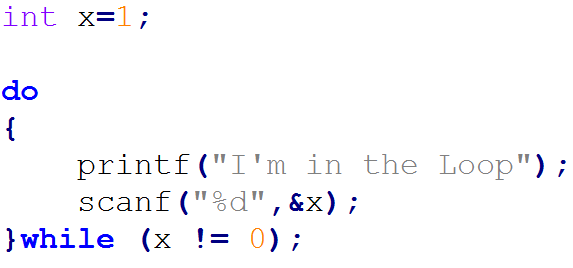 int x=1;
do
{
    printf("I'm in the Loop");
    scanf("%d",&x);
}while (x != 0);